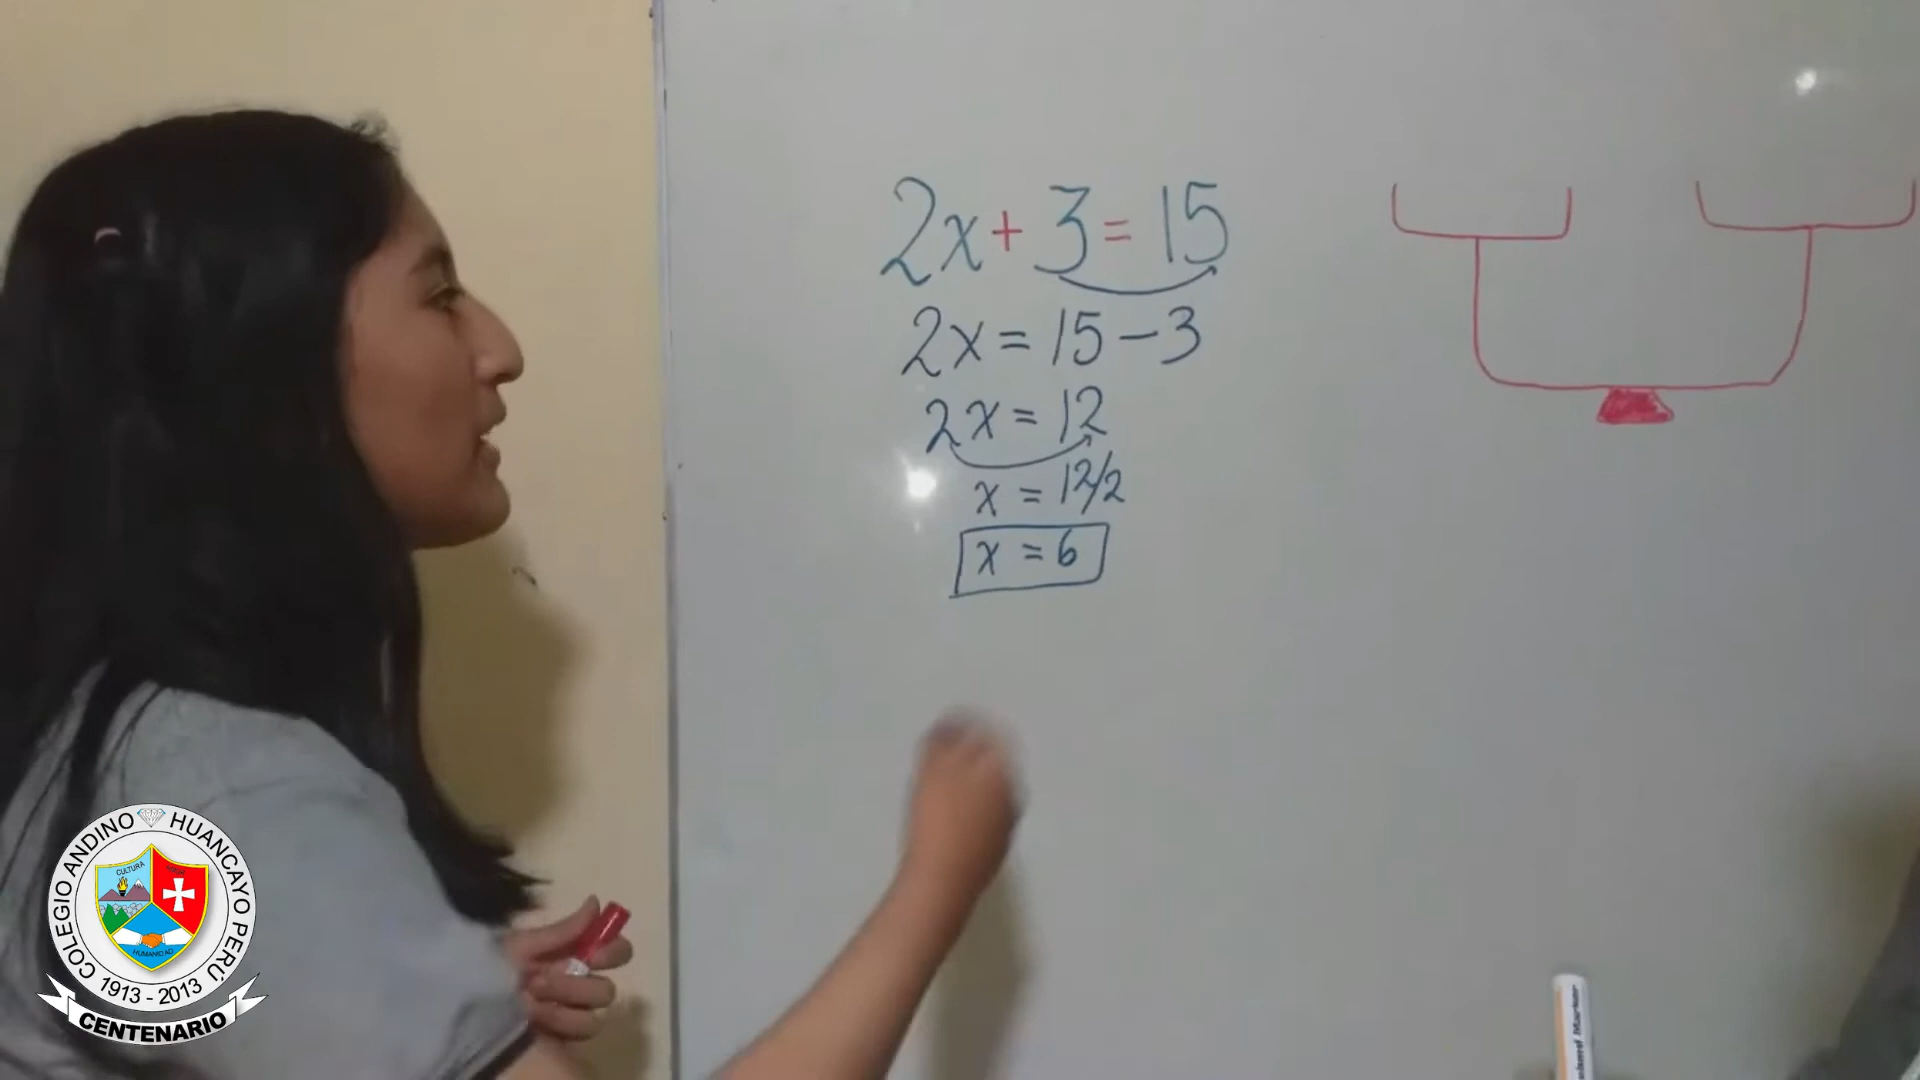 2x + 3 = 15
2x = 15 - 3
2x = 12
x = 12/2
x = 6
COLEGIO ANDINO HUANCAYO PERÚ
CULTURA
HUMANIDAD
1913 - 2013
CENTENARIO